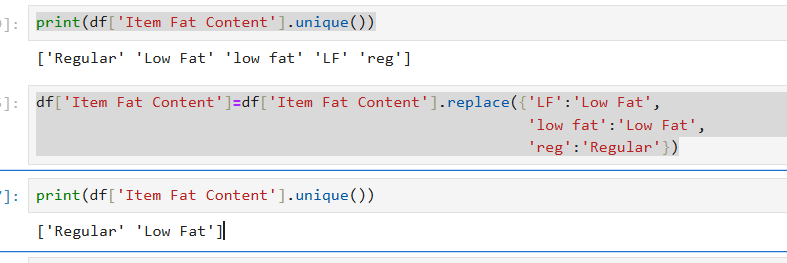 ]:
print(df['Item Fat Content'].unique())
['Regular' 'Low Fat' 'low fat' 'LF' 'reg']
]:
df['Item Fat Content']=df['Item Fat Content'].replace({'LF':'Low Fat',
'low fat':'Low Fat',
'reg':'Regular'})
]:
print(df['Item Fat Content'].unique())
['Regular' 'Low Fat']